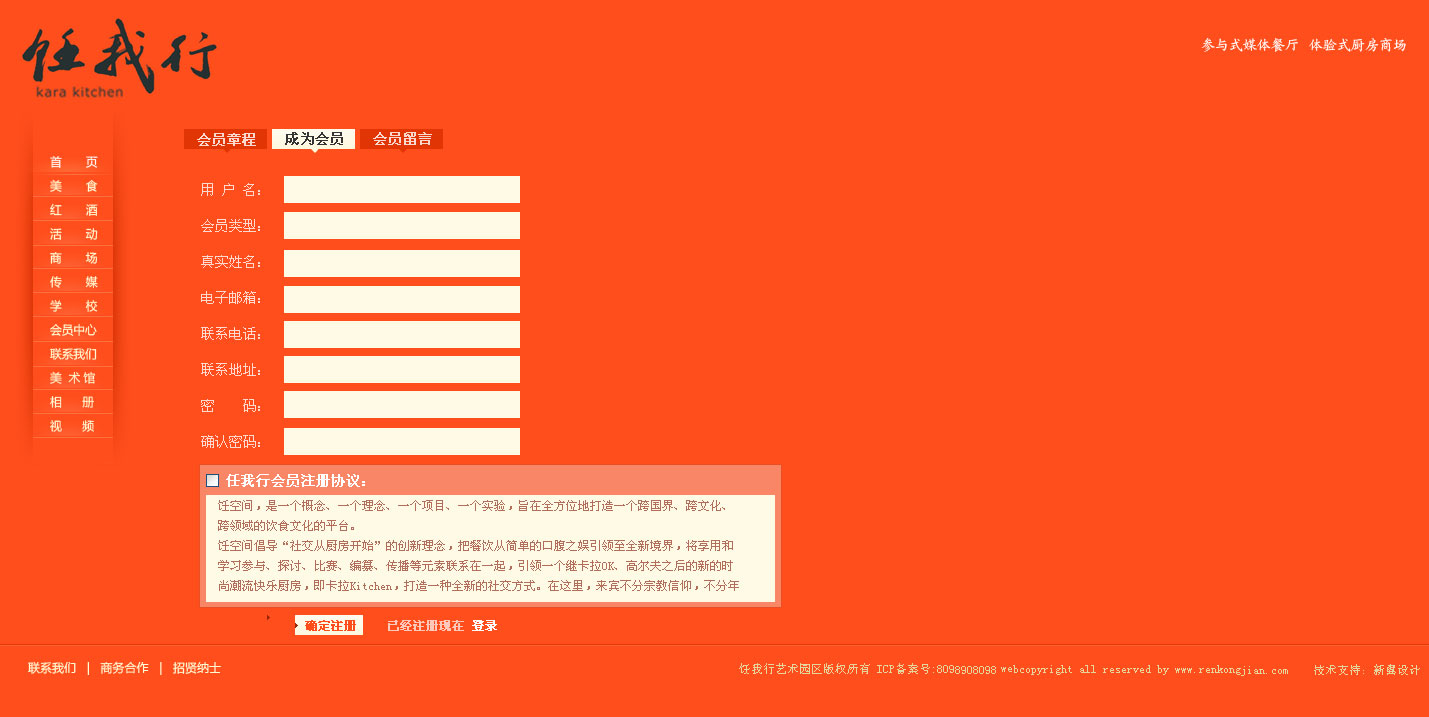 饪我行
kara kitchen
参与式媒体餐厅 体验式厨房商场
会员章程 成为会员 会员留言
首 页
美 食
红 酒
活 动
商 场
传 媒
学 校
会员中心
联系我们
美 术 馆
相 册
视 频
用 户 名：
会员类型：
真实姓名：
电子邮箱：
联系电话：
联系地址：
密 码：
确认密码：
任我行会员注册协议：
饪空间，是一个概念、一个理念、一个项目、一个实验，旨在全方位地打造一个跨国界、跨文化、
跨领域的饮食文化的平台。
饪空间倡导“社交从厨房开始”的创新理念，把餐饮从简单的口腹之娱引领至全新境界，将享用和
学习参与、探讨、比赛、编纂、传播等元素联系在一起，引领一个继卡拉OK、高尔夫之后的新的时
尚潮流快乐厨房，即卡拉Kitchen，打造一种全新的社交方式。在这里，来宾不分宗教信仰，不分年
确定注册 已经注册现在 登录
联系我们 | 商务合作 | 招贤纳士
饪我行艺术园区版权所有 ICP备案号:8098908098 webcopyright all reserved by www.renkongjian.com 技术支持: 新磊设计